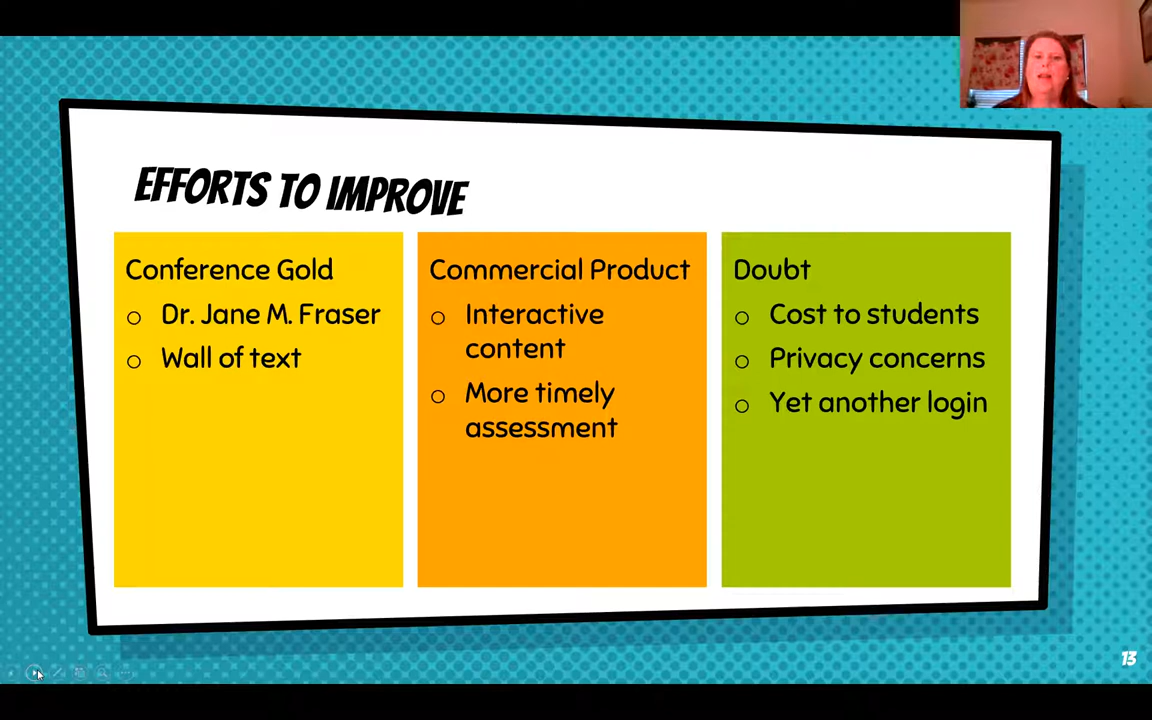 EFFORTS TO IMPROVE
Conference Gold
Dr. Jane M. Fraser
Wall of text
Commercial Product
Interactive
content
More timely
assessment
Doubt
Cost to students
Privacy concerns
Yet another login
13